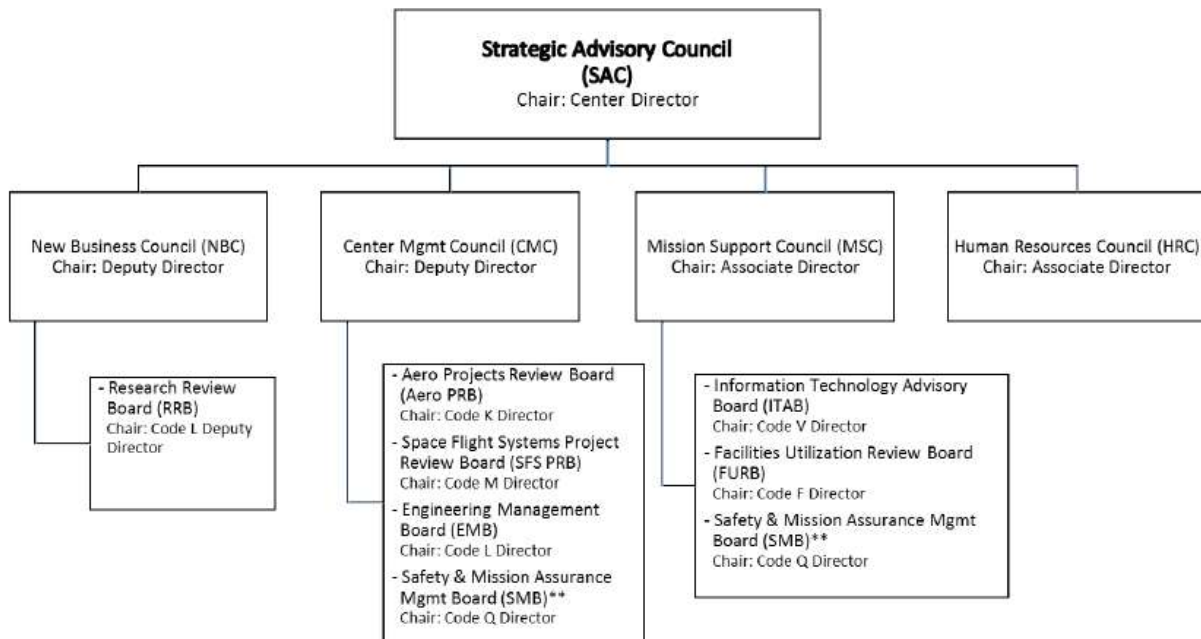 Strategic Advisory Council
(SAC)
Chair: Center Director
New Business Council (NBC)
Chair: Deputy Director
Center Mgmt Council (CMC)
Chair: Deputy Director
Mission Support Council (MSC)
Chair: Associate Director
Human Resources Council (HRC)
Chair: Associate Director
- Research Review
Board (RRB)
Chair: Code L Deputy
Director
- Aero Projects Review Board
(Aero PRB)
Chair: Code K Director
- Space Flight Systems Project
Review Board (SFS PRB)
Chair: Code M Director
- Engineering Management
Board (EMB)
Chair: Code L Director
- Safety & Mission Assurance
Mgmt Board (SMB)**
Chair: Code Q Director
- Information Technology Advisory
Board (ITAB)
Chair: Code V Director
- Facilities Utilization Review Board
(FURB)
Chair: Code F Director
- Safety & Mission Assurance Mgmt
Board (SMB)**
Chair: Code Q Director